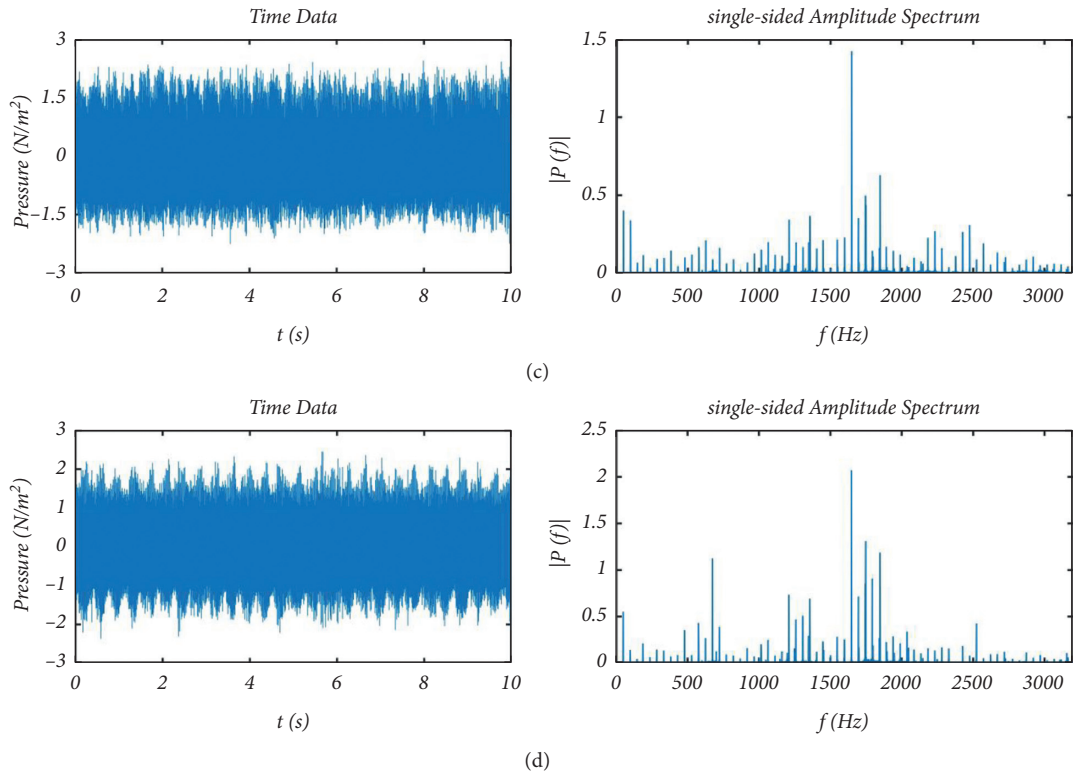 Time Data
single-sided Amplitude Spectrum
3
1.5
0
–1.5
–3
Pressure (N/m²)
0 2 4 6 8 10
t (s)
1.5
1
0.5
0
|P (f)|
0 500 1000 1500 2000 2500 3000
f (Hz)
(c)
Time Data
single-sided Amplitude Spectrum
3
2
1
0
–1
–2
–3
Pressure (N/m²)
0 2 4 6 8 10
t (s)
2.5
2
1.5
1
0.5
0
|P (f)|
0 500 1000 1500 2000 2500 3000
f (Hz)
(d)